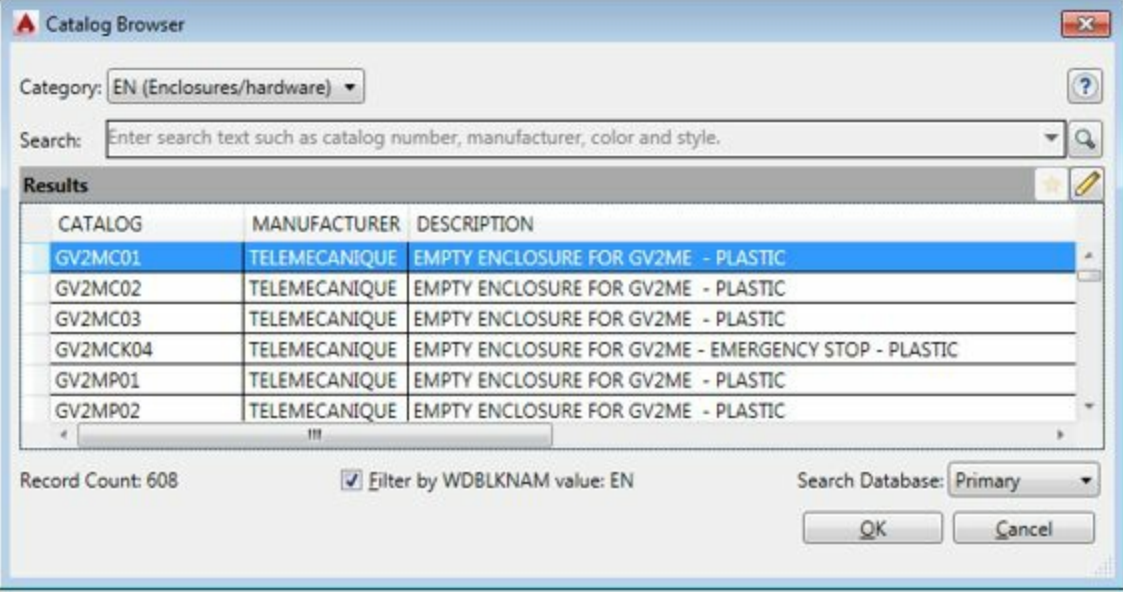 Catalog Browser
Category: EN (Enclosures/hardware)
Search: Enter search text such as catalog number, manufacturer, color and style.
Results
CATALOG MANUFACTURER DESCRIPTION
GV2MC01 TELEMECANIQUE EMPTY ENCLOSURE FOR GV2ME - PLASTIC
GV2MC02 TELEMECANIQUE EMPTY ENCLOSURE FOR GV2ME - PLASTIC
GV2MC03 TELEMECANIQUE EMPTY ENCLOSURE FOR GV2ME - PLASTIC
GV2MCK04 TELEMECANIQUE EMPTY ENCLOSURE FOR GV2ME - EMERGENCY STOP - PLASTIC
GV2MP01 TELEMECANIQUE EMPTY ENCLOSURE FOR GV2ME - PLASTIC
GV2MP02 TELEMECANIQUE EMPTY ENCLOSURE FOR GV2ME - PLASTIC
Record Count: 608 Filter by WDBLKNAM value: EN Search Database: Primary
OK Cancel